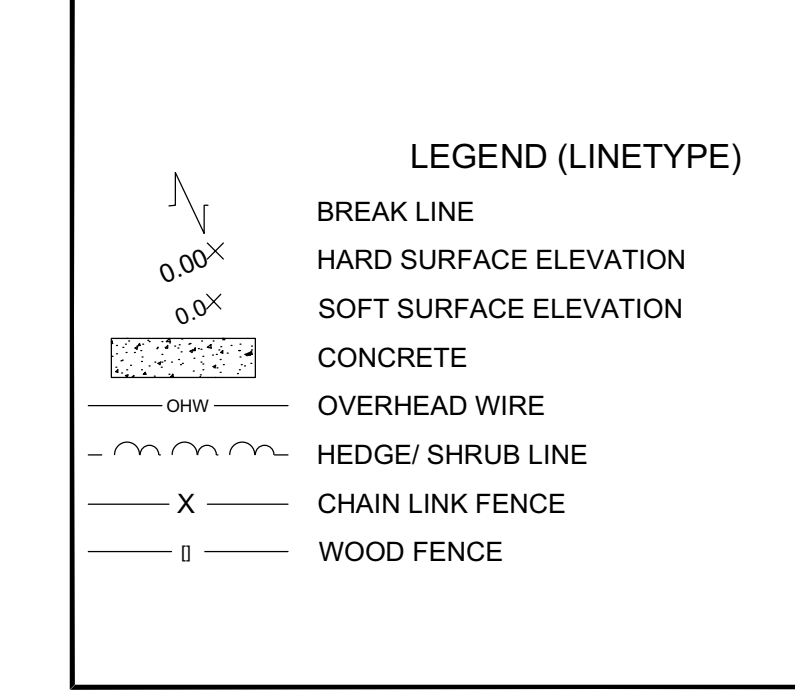 LEGEND (LINETYPE)
BREAK LINE
0.00 HARD SURFACE ELEVATION
0.0 SOFT SURFACE ELEVATION
CONCRETE
OHW OVERHEAD WIRE
HEDGE/ SHRUB LINE
X CHAIN LINK FENCE
[] WOOD FENCE